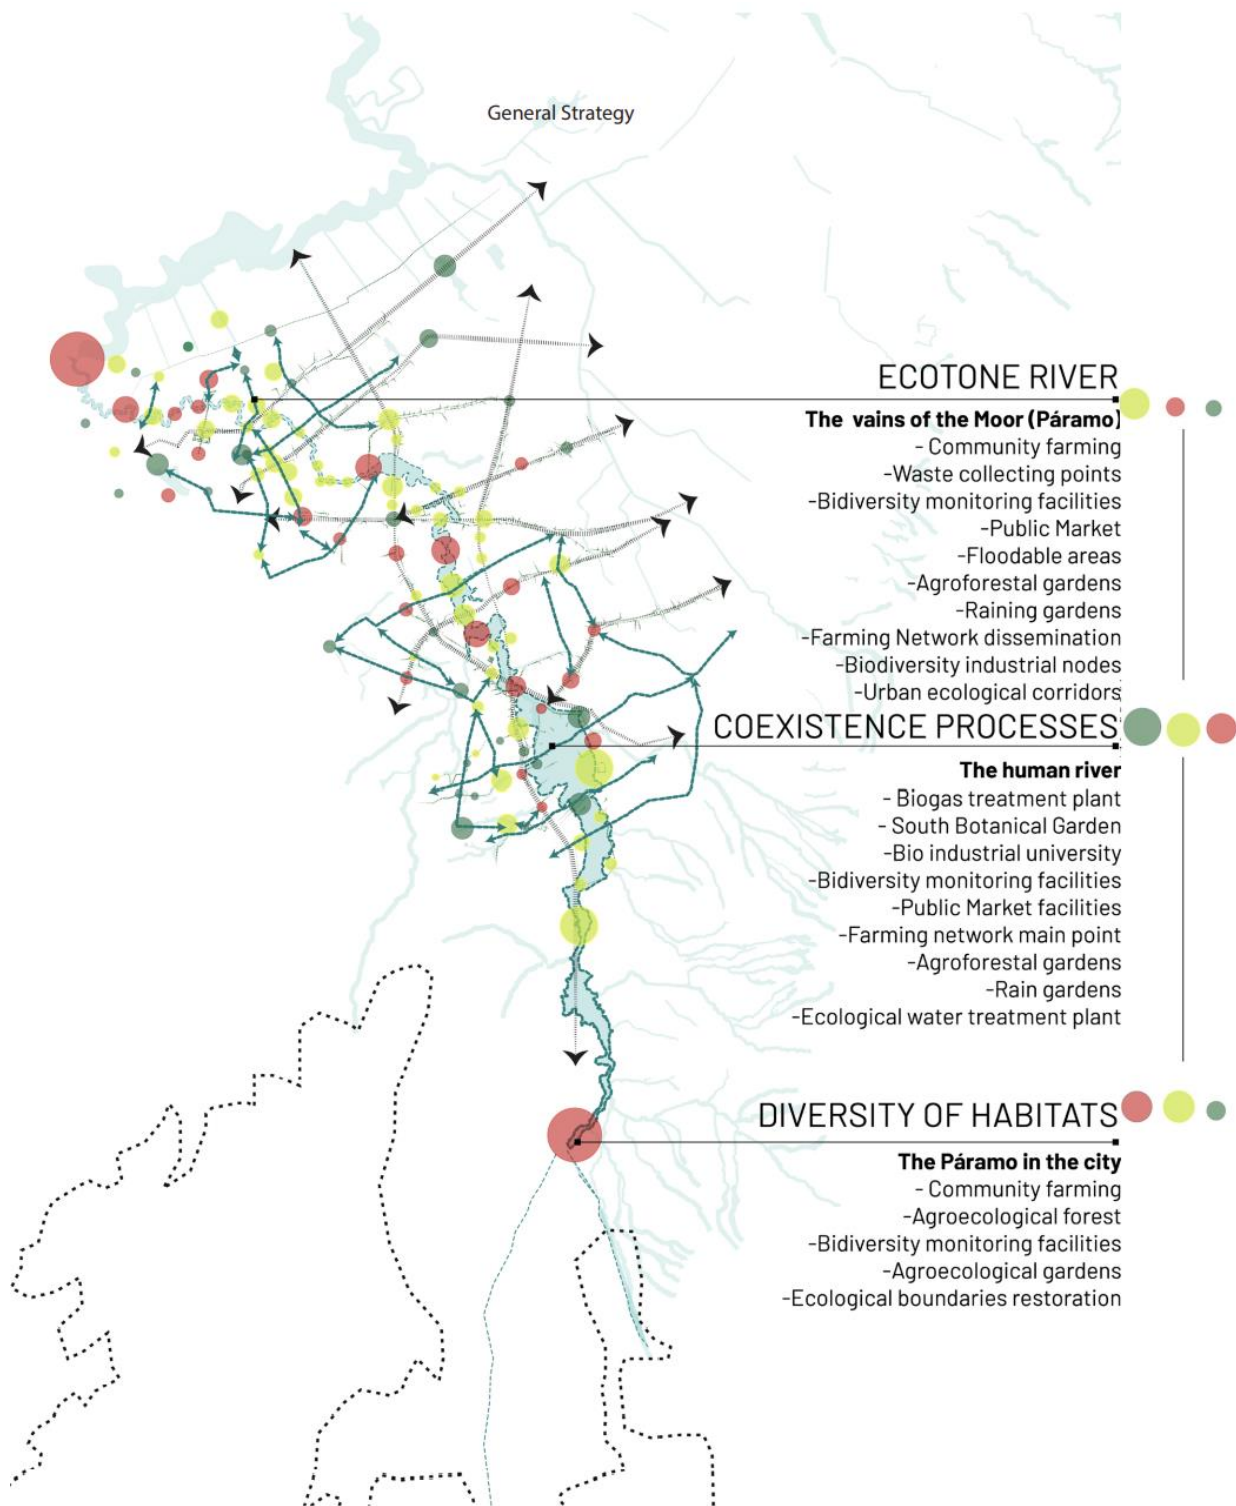 General Strategy
ECOTONE RIVER
The vains of the Moor (Páramo)
- Community farming
-Waste collecting points
-Bidiversity monitoring facilities
-Public Market
-Floodable areas
-Agroforestal gardens
-Raining gardens
-Farming Network dissemination
-Biodiversity industrial nodes
-Urban ecological corridors
COEXISTENCE PROCESSES
The human river
- Biogas treatment plant
- South Botanical Garden
-Bio industrial university
-Bidiversity monitoring facilities
-Public Market facilities
-Farming network main point
-Agroforestal gardens
-Rain gardens
-Ecological water treatment plant
DIVERSITY OF HABITATS
The Páramo in the city
- Community farming
-Agroecological forest
-Bidiversity monitoring facilities
-Agroecological gardens
-Ecological boundaries restoration